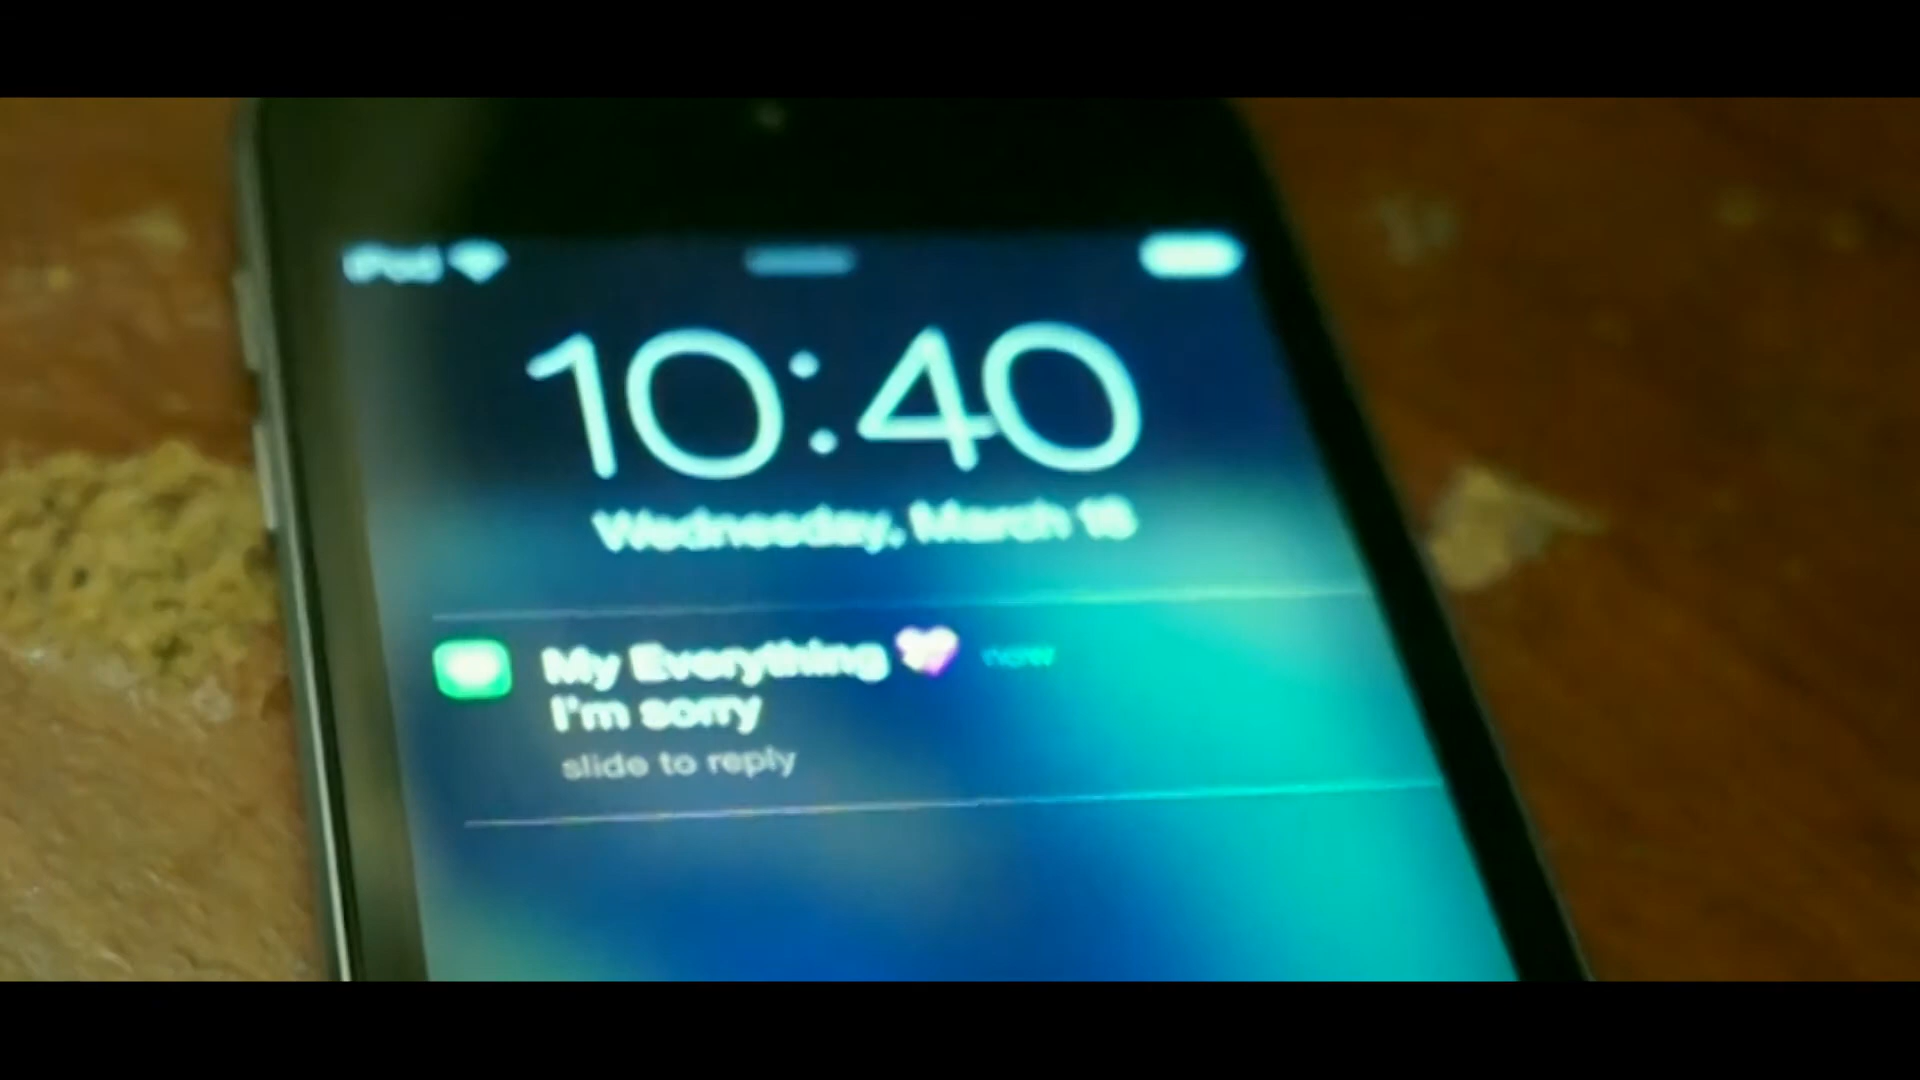 iPod
10:40
Wednesday, March 18
My Everything 💜 now
I'm sorry
slide to reply